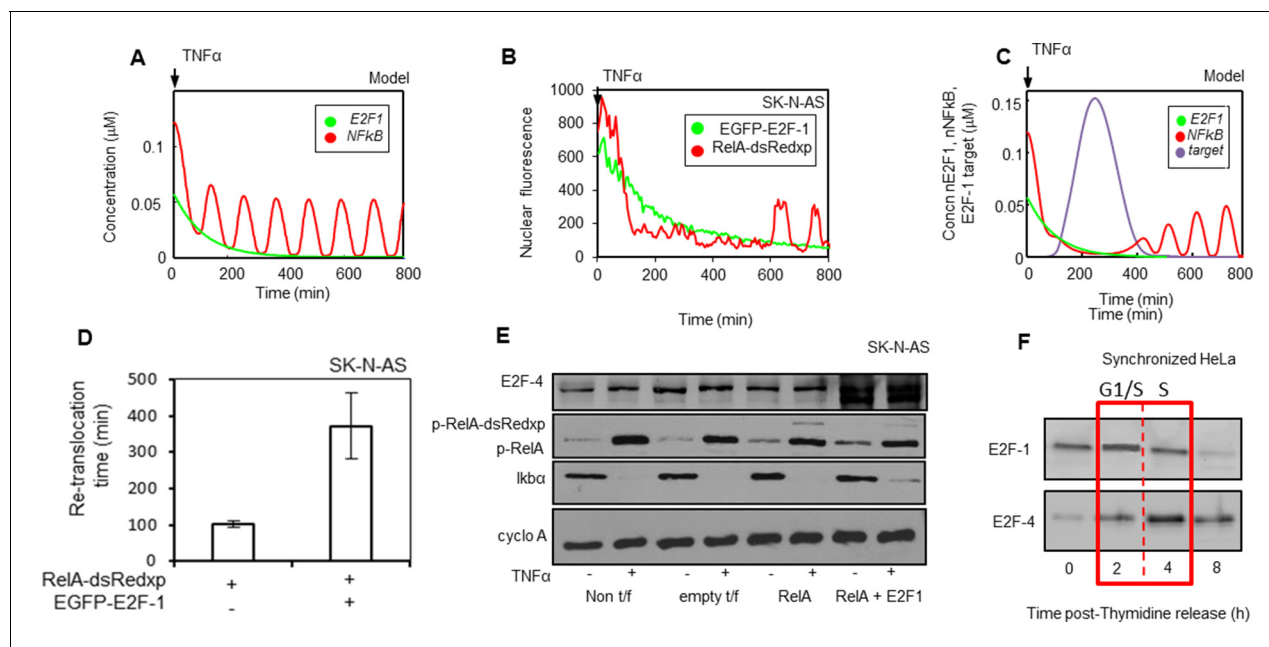 A
TNFα
Model
E2F1
NFkB
Concentration (µM)
0.1
0.05
0
0
200
400
600
800
Time (min)
B
TNFα
SK-N-AS
EGFP-E2F-1
RelA-dsRedxp
Nuclear fluorescence
1000
800
600
400
200
0
0
200
400
600
800
Time (min)
C
TNFα
Model
E2F1
NFkB
target
Concn nE2F1, nNFkB,
E2F-1 target (µM)
0.15
0.1
0.05
0
0
200
400
600
800
Time (min)
Time (min)
D
SK-N-AS
Re-translocation
time (min)
500
400
300
200
100
0
RelA-dsRedxp + +
EGFP-E2F-1 - +
E
SK-N-AS
E2F-4
p-RelA-dsRedxp
p-RelA
Ikbα
cyclo A
TNFα - + - + - + - +
Non t/f empty t/f RelA RelA + E2F1
F
Synchronized HeLa
G1/S S
E2F-1
E2F-4
0 2 4 8
Time post-Thymidine release (h)